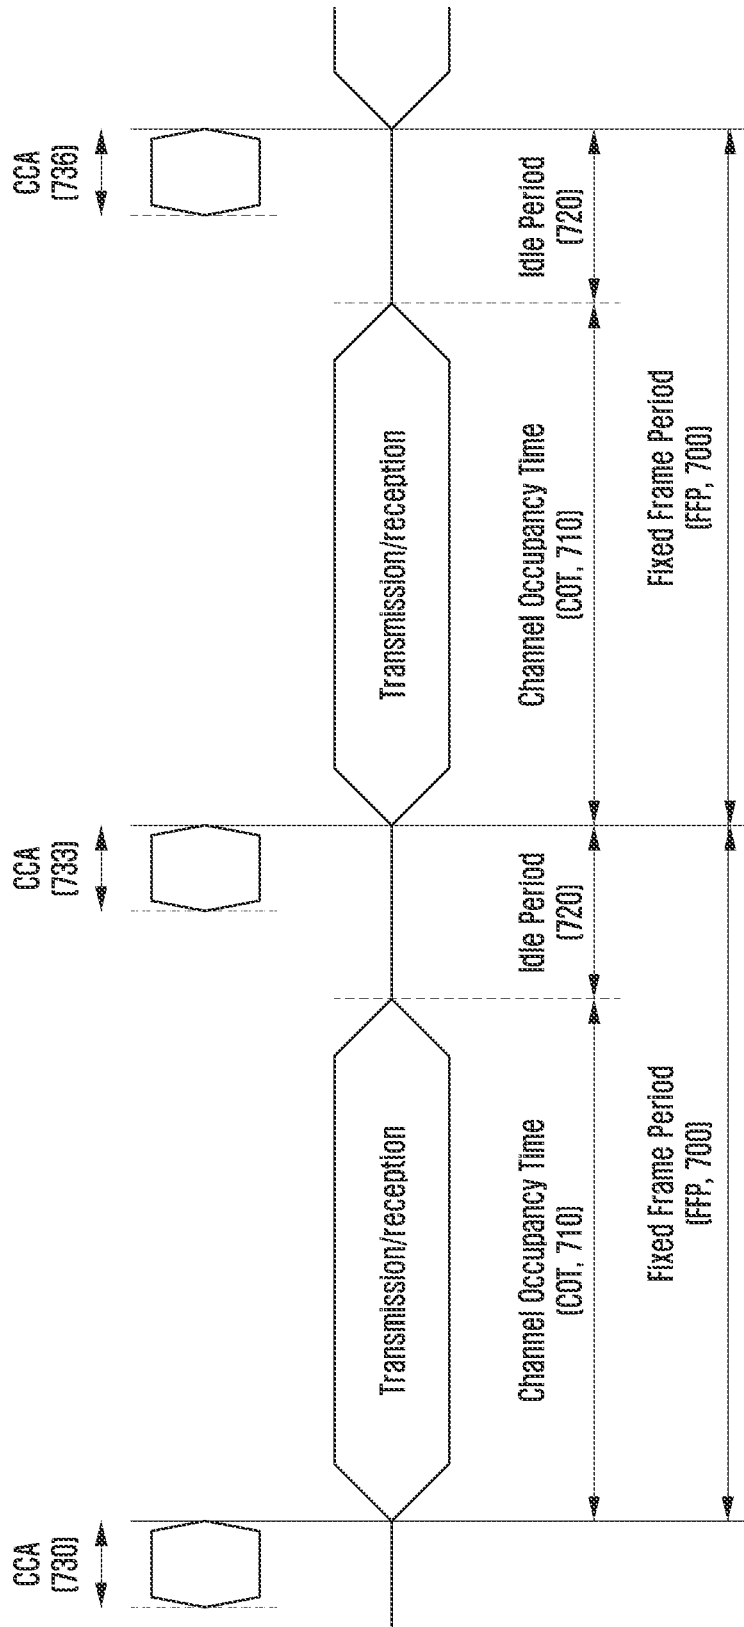 CCA
(730)
CCA
(733)
CCA
(736)
Transmission/reception
Transmission/reception
Channel Occupancy Time
(COT, 710)
Idle Period
(720)
Channel Occupancy Time
(COT, 710)
Idle Period
(720)
Fixed Frame Period
(FFP, 700)
Fixed Frame Period
(FFP, 700)